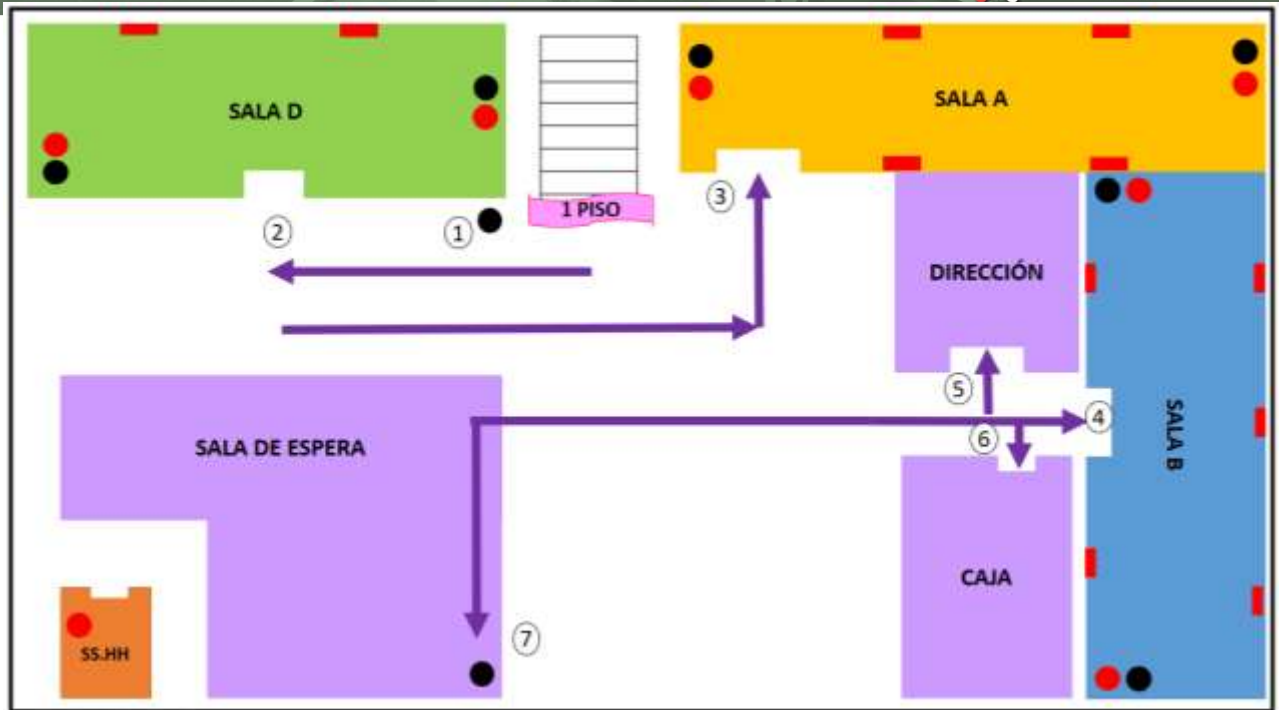 SALA D
SALA A
1 PISO
3
2
1
DIRECCIÓN
5
4
6
SALA B
SALA DE ESPERA
CAJA
7
SS.HH